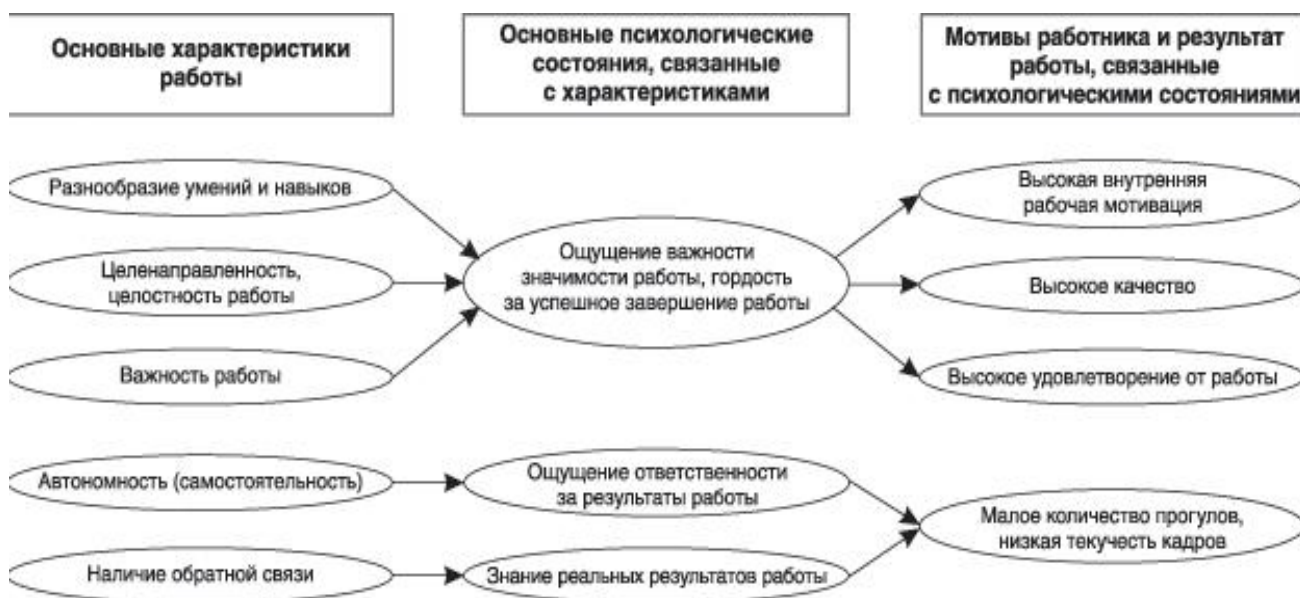 Основные характеристики
работы
Основные психологические
состояния, связанные
с характеристиками
Мотивы работника и результат
работы, связанные
с психологическими состояниями
Разнообразие умений и навыков
Целенаправленность,
целостность работы
Важность работы
Ощущение важности
значимости работы, гордость
за успешное завершение работы
Высокая внутренняя
рабочая мотивация
Высокое качество
Высокое удовлетворение от работы
Автономность (самостоятельность)
Ощущение ответственности
за результаты работы
Наличие обратной связи
Знание реальных результатов работы
Малое количество прогулов,
низкая текучесть кадров